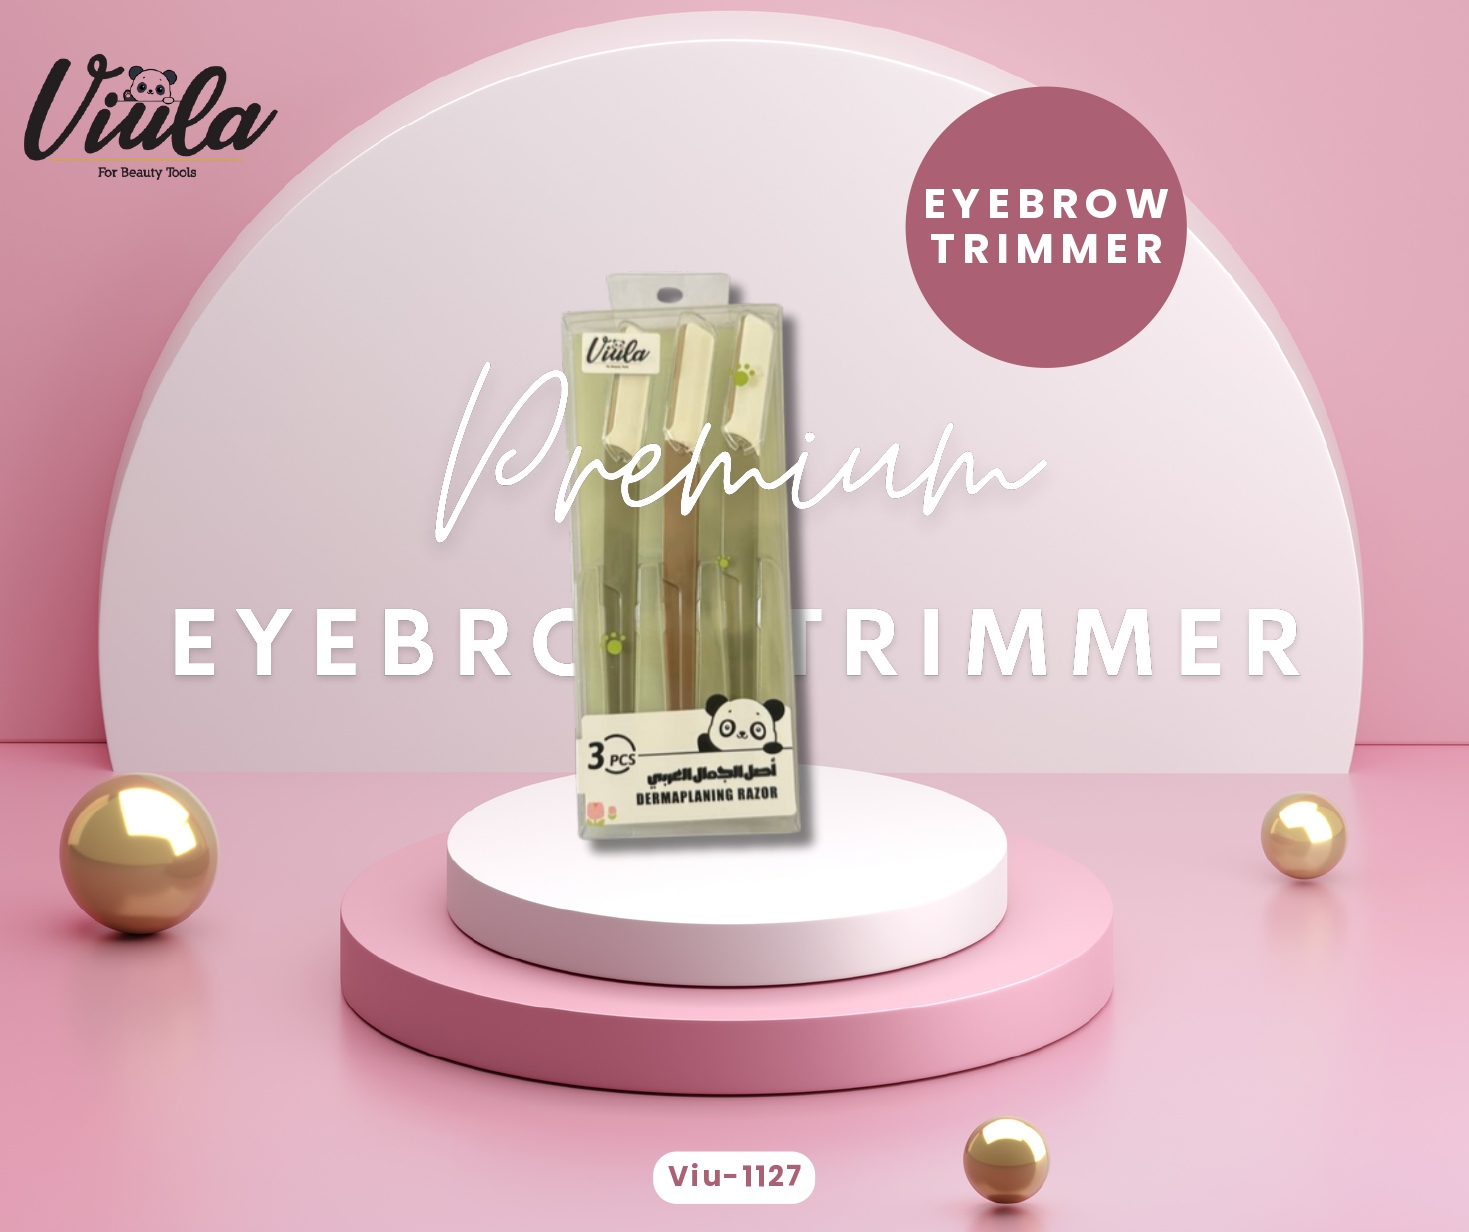 Viula
For Beauty Tools
EYEBROW
TRIMMER
Viula
Premium
EYEBRO TRIMMER
3 PCS
أصل الجمال العربي
DERMAPLANING RAZOR
Viu-1127